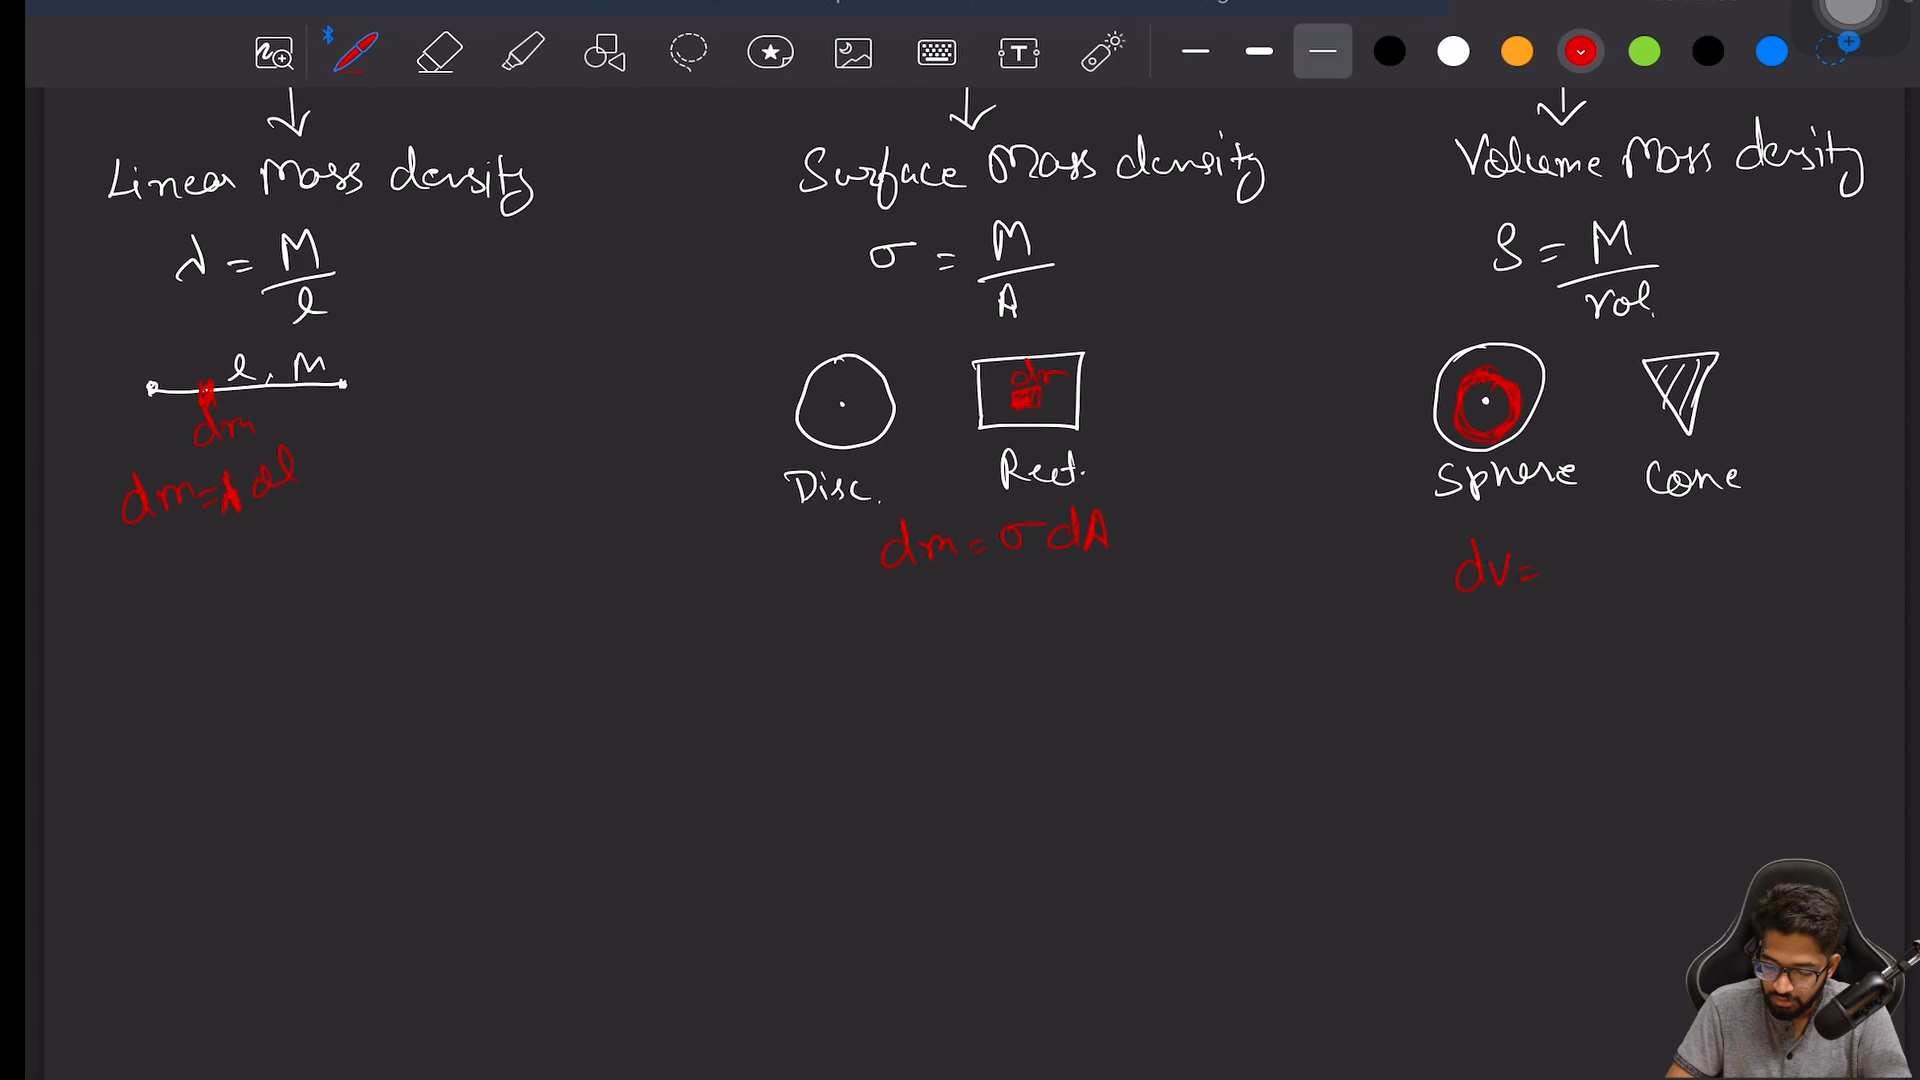 Linear Mass density
λ = M/l
l, M
dm
dm = λ dl
Surface Mass density
σ = M/A
dm
Disc.
Rect.
dm = σ dA
Volume Mass density
ρ = M/vol.
Sphere
Cone
dv =